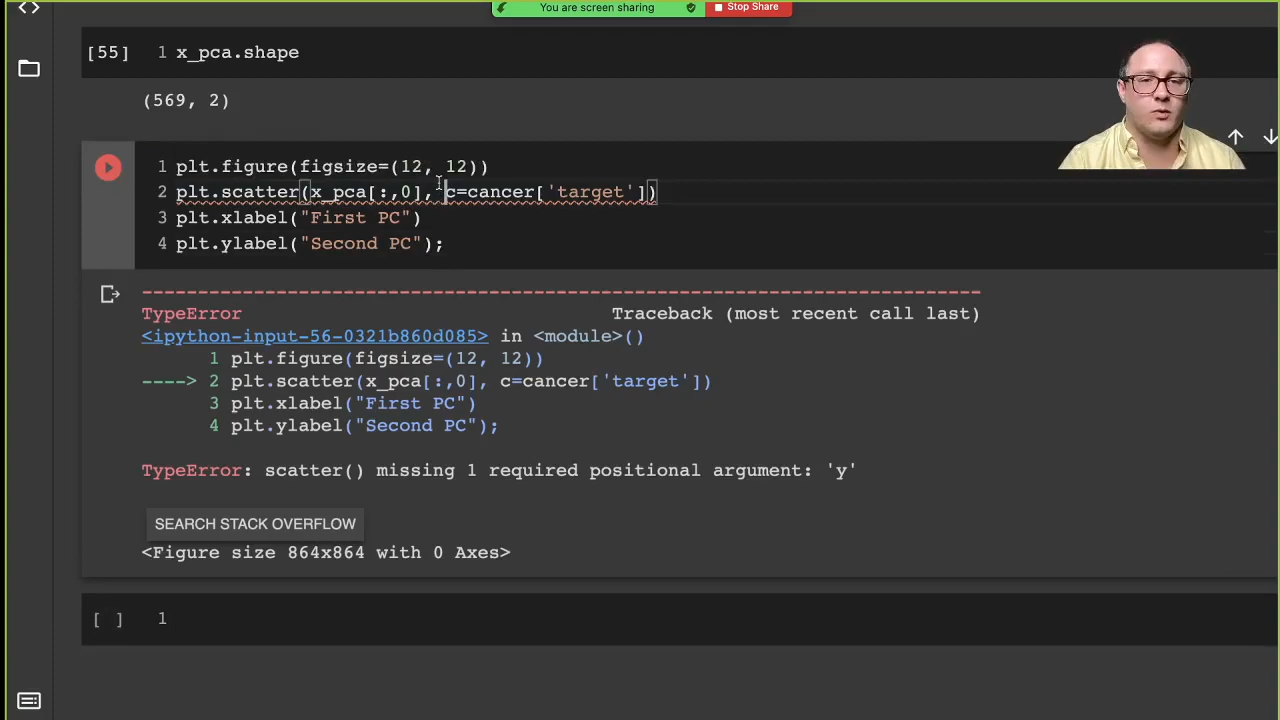 You are screen sharing
Stop Share
[55] 1 x_pca.shape
(569, 2)
1 plt.figure(figsize=(12, 12))
2 plt.scatter(x_pca[:,0], c=cancer['target'])
3 plt.xlabel("First PC")
4 plt.ylabel("Second PC");
---------------------------------------------------------------------------
TypeError Traceback (most recent call last)
<ipython-input-56-0321b860d085> in <module>()
1 plt.figure(figsize=(12, 12))
----> 2 plt.scatter(x_pca[:,0], c=cancer['target'])
3 plt.xlabel("First PC")
4 plt.ylabel("Second PC");
TypeError: scatter() missing 1 required positional argument: 'y'
SEARCH STACK OVERFLOW
<Figure size 864x864 with 0 Axes>
[ ] 1